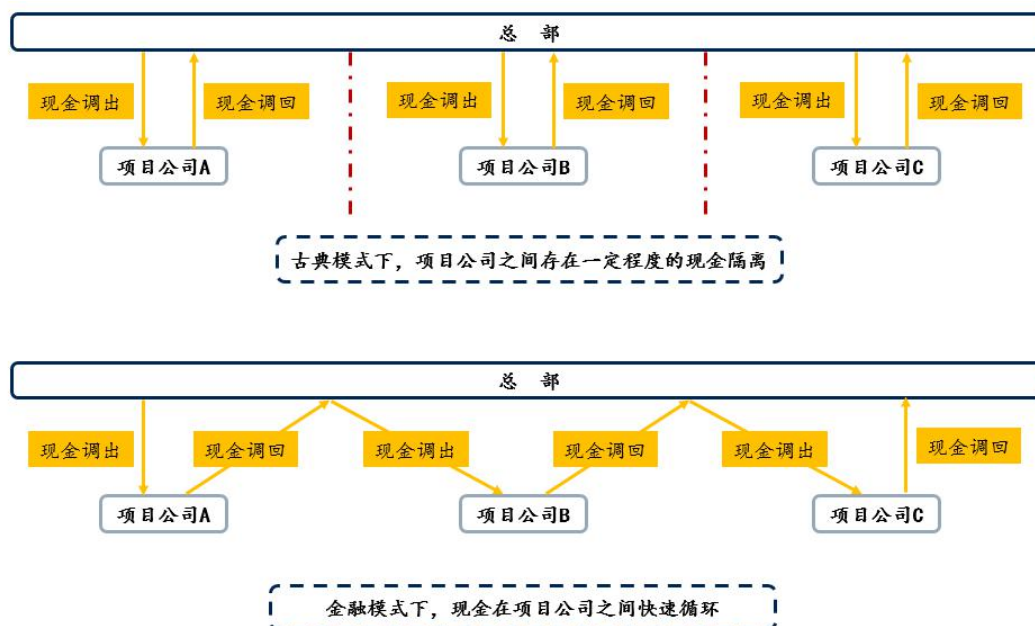 总 部
现金调出
现金调回
现金调出
现金调回
现金调出
现金调回
项目公司A
项目公司B
项目公司C
古典模式下，项目公司之间存在一定程度的现金隔离
总 部
现金调出
现金调回
现金调出
现金调回
现金调出
现金调回
项目公司A
项目公司B
项目公司C
金融模式下，现金在项目公司之间快速循环